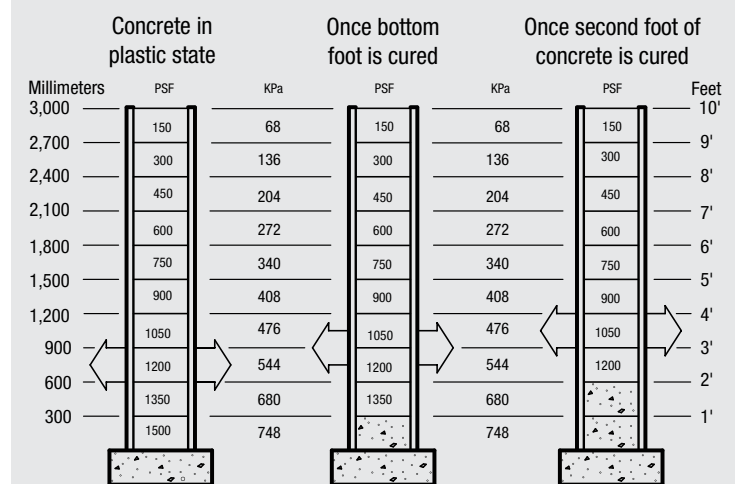 Concrete in
plastic state
Once bottom
foot is cured
Once second foot of
concrete is cured
Millimeters PSF KPa PSF KPa PSF Feet
3,000 10'
150 68 150 68 150
2,700 9'
300 136 300 136 300
2,400 8'
450 204 450 204 450
2,100 7'
600 272 600 272 600
1,800 6'
750 340 750 340 750
1,500 5'
900 408 900 408 900
1,200 4'
1050 476 1050 476 1050
900 3'
1200 544 1200 544 1200
600 2'
1350 680 1350 680
300 1'
1500 748 748